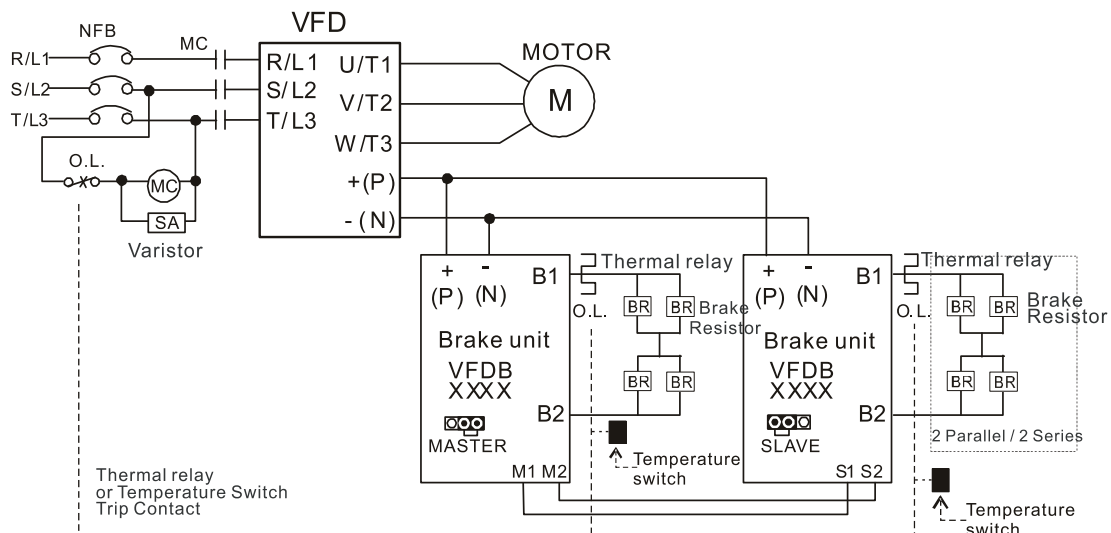 VFD
NFB
MC
R/L1
S/L2
T/L3
R/L1
S/L2
T/L3
U/T1
V/T2
W/T3
+(P)
-(N)
MOTOR
M
O.L.
MC
SA
Varistor
+
(P)
-
(N)
B1
Thermal relay
O.L.
BR
BR
Brake
Resistor
Brake unit
VFDB
XXXX
BR
BR
B2
MASTER
M1 M2
Temperature
switch
+
(P)
-
(N)
B1
Thermal relay
O.L.
BR
BR
Brake
Resistor
Brake unit
VFDB
XXXX
BR
BR
B2
2 Parallel / 2 Series
SLAVE
S1 S2
Temperature
switch
Thermal relay
or Temperature Switch
Trip Contact